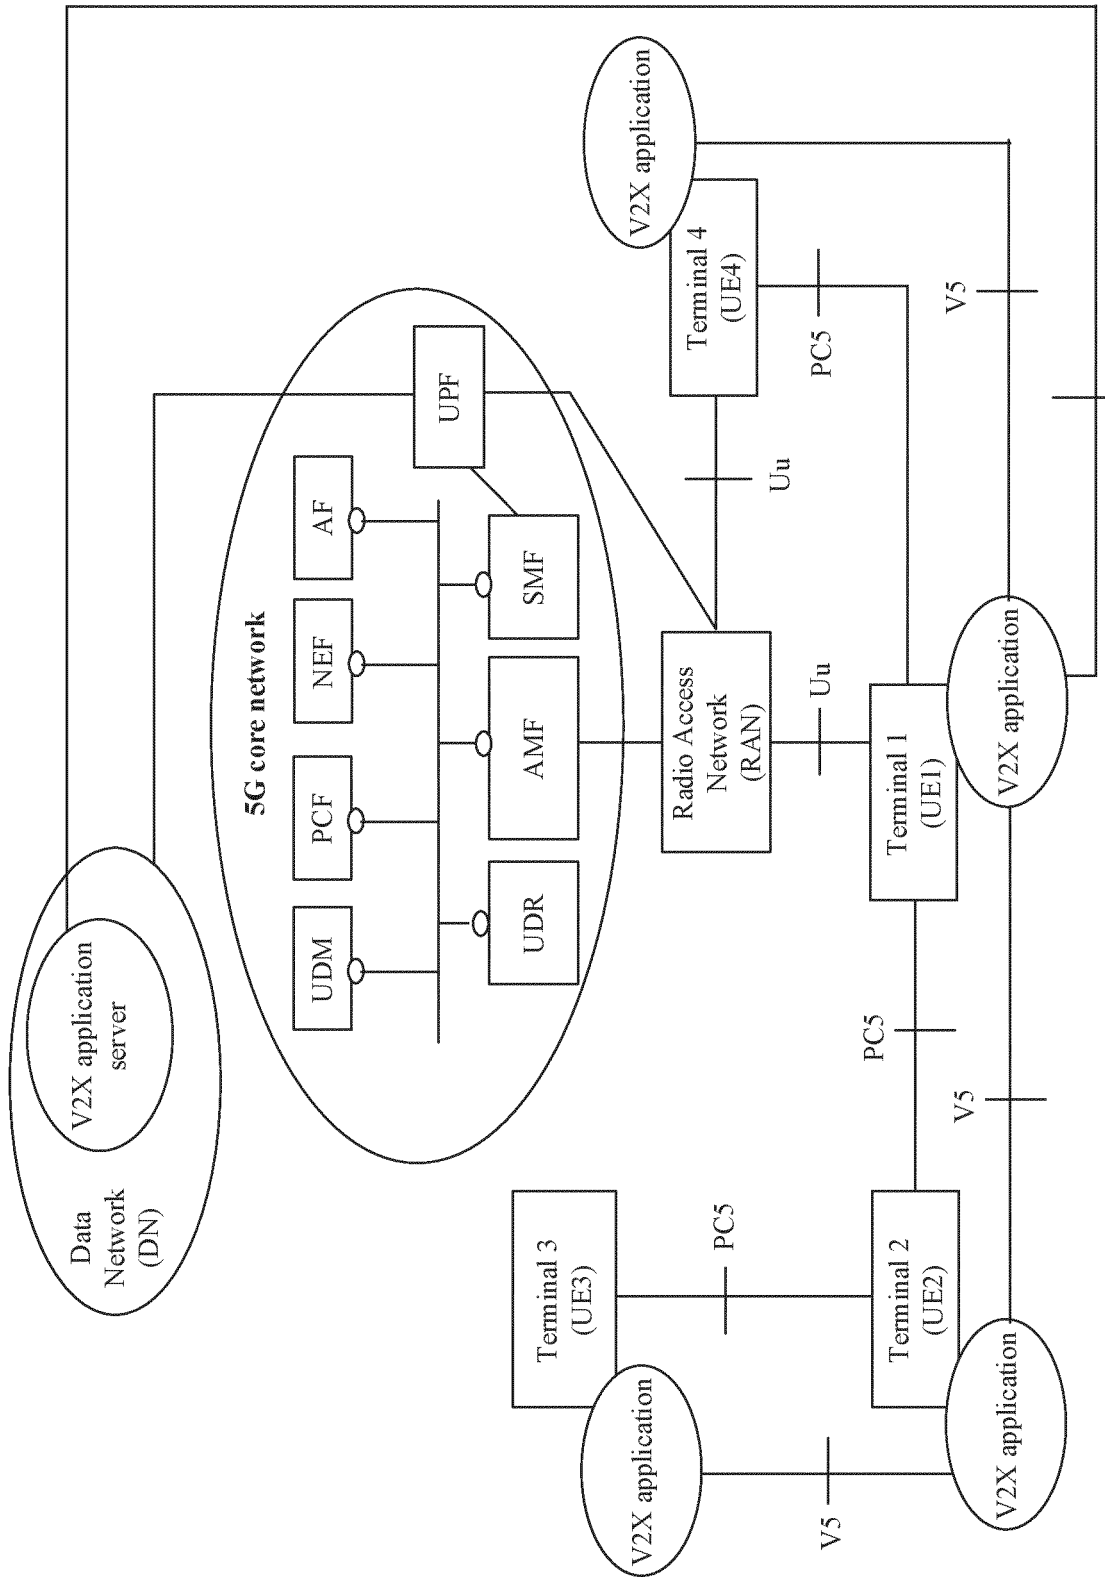 Data
Network
(DN)
V2X application
server
5G core network
UDM
PCF
NEF
AF
UDR
AMF
SMF
UPF
Terminal 3
(UE3)
V2X application
PC5
V5
Radio Access
Network
(RAN)
Uu
Uu
Terminal 4
(UE4)
V2X application
PC5
Terminal 2
(UE2)
V2X application
PC5
V5
Terminal 1
(UE1)
V2X application
V5